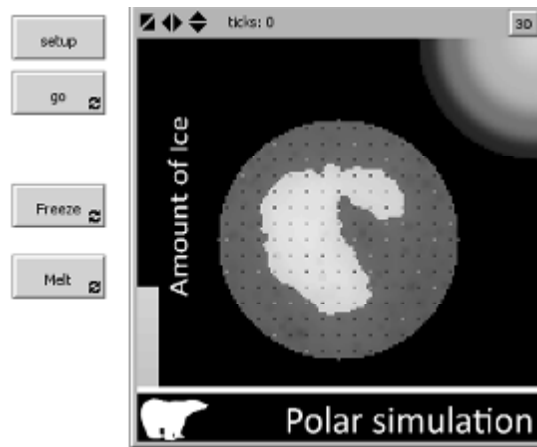 setup
go
Freeze
Melt
ticks: 0
3D
Amount of Ice
Polar simulation